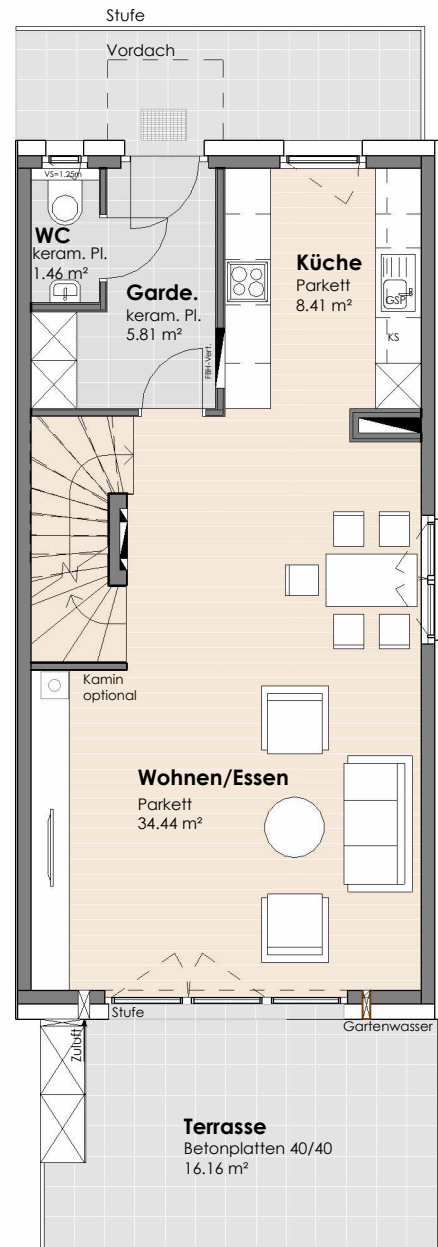 Stufe
Vordach
VS=1.25m
WC
keram. Pl.
1.46 m²
Garde.
keram. Pl.
5.81 m²
FBH-Vert.
Küche
Parkett
8.41 m²
GSP
KS
Kamin
optional
Wohnen/Essen
Parkett
34.44 m²
Stufe
Gartenwasser
Zuluft
Terrasse
Betonplatten 40/40
16.16 m²